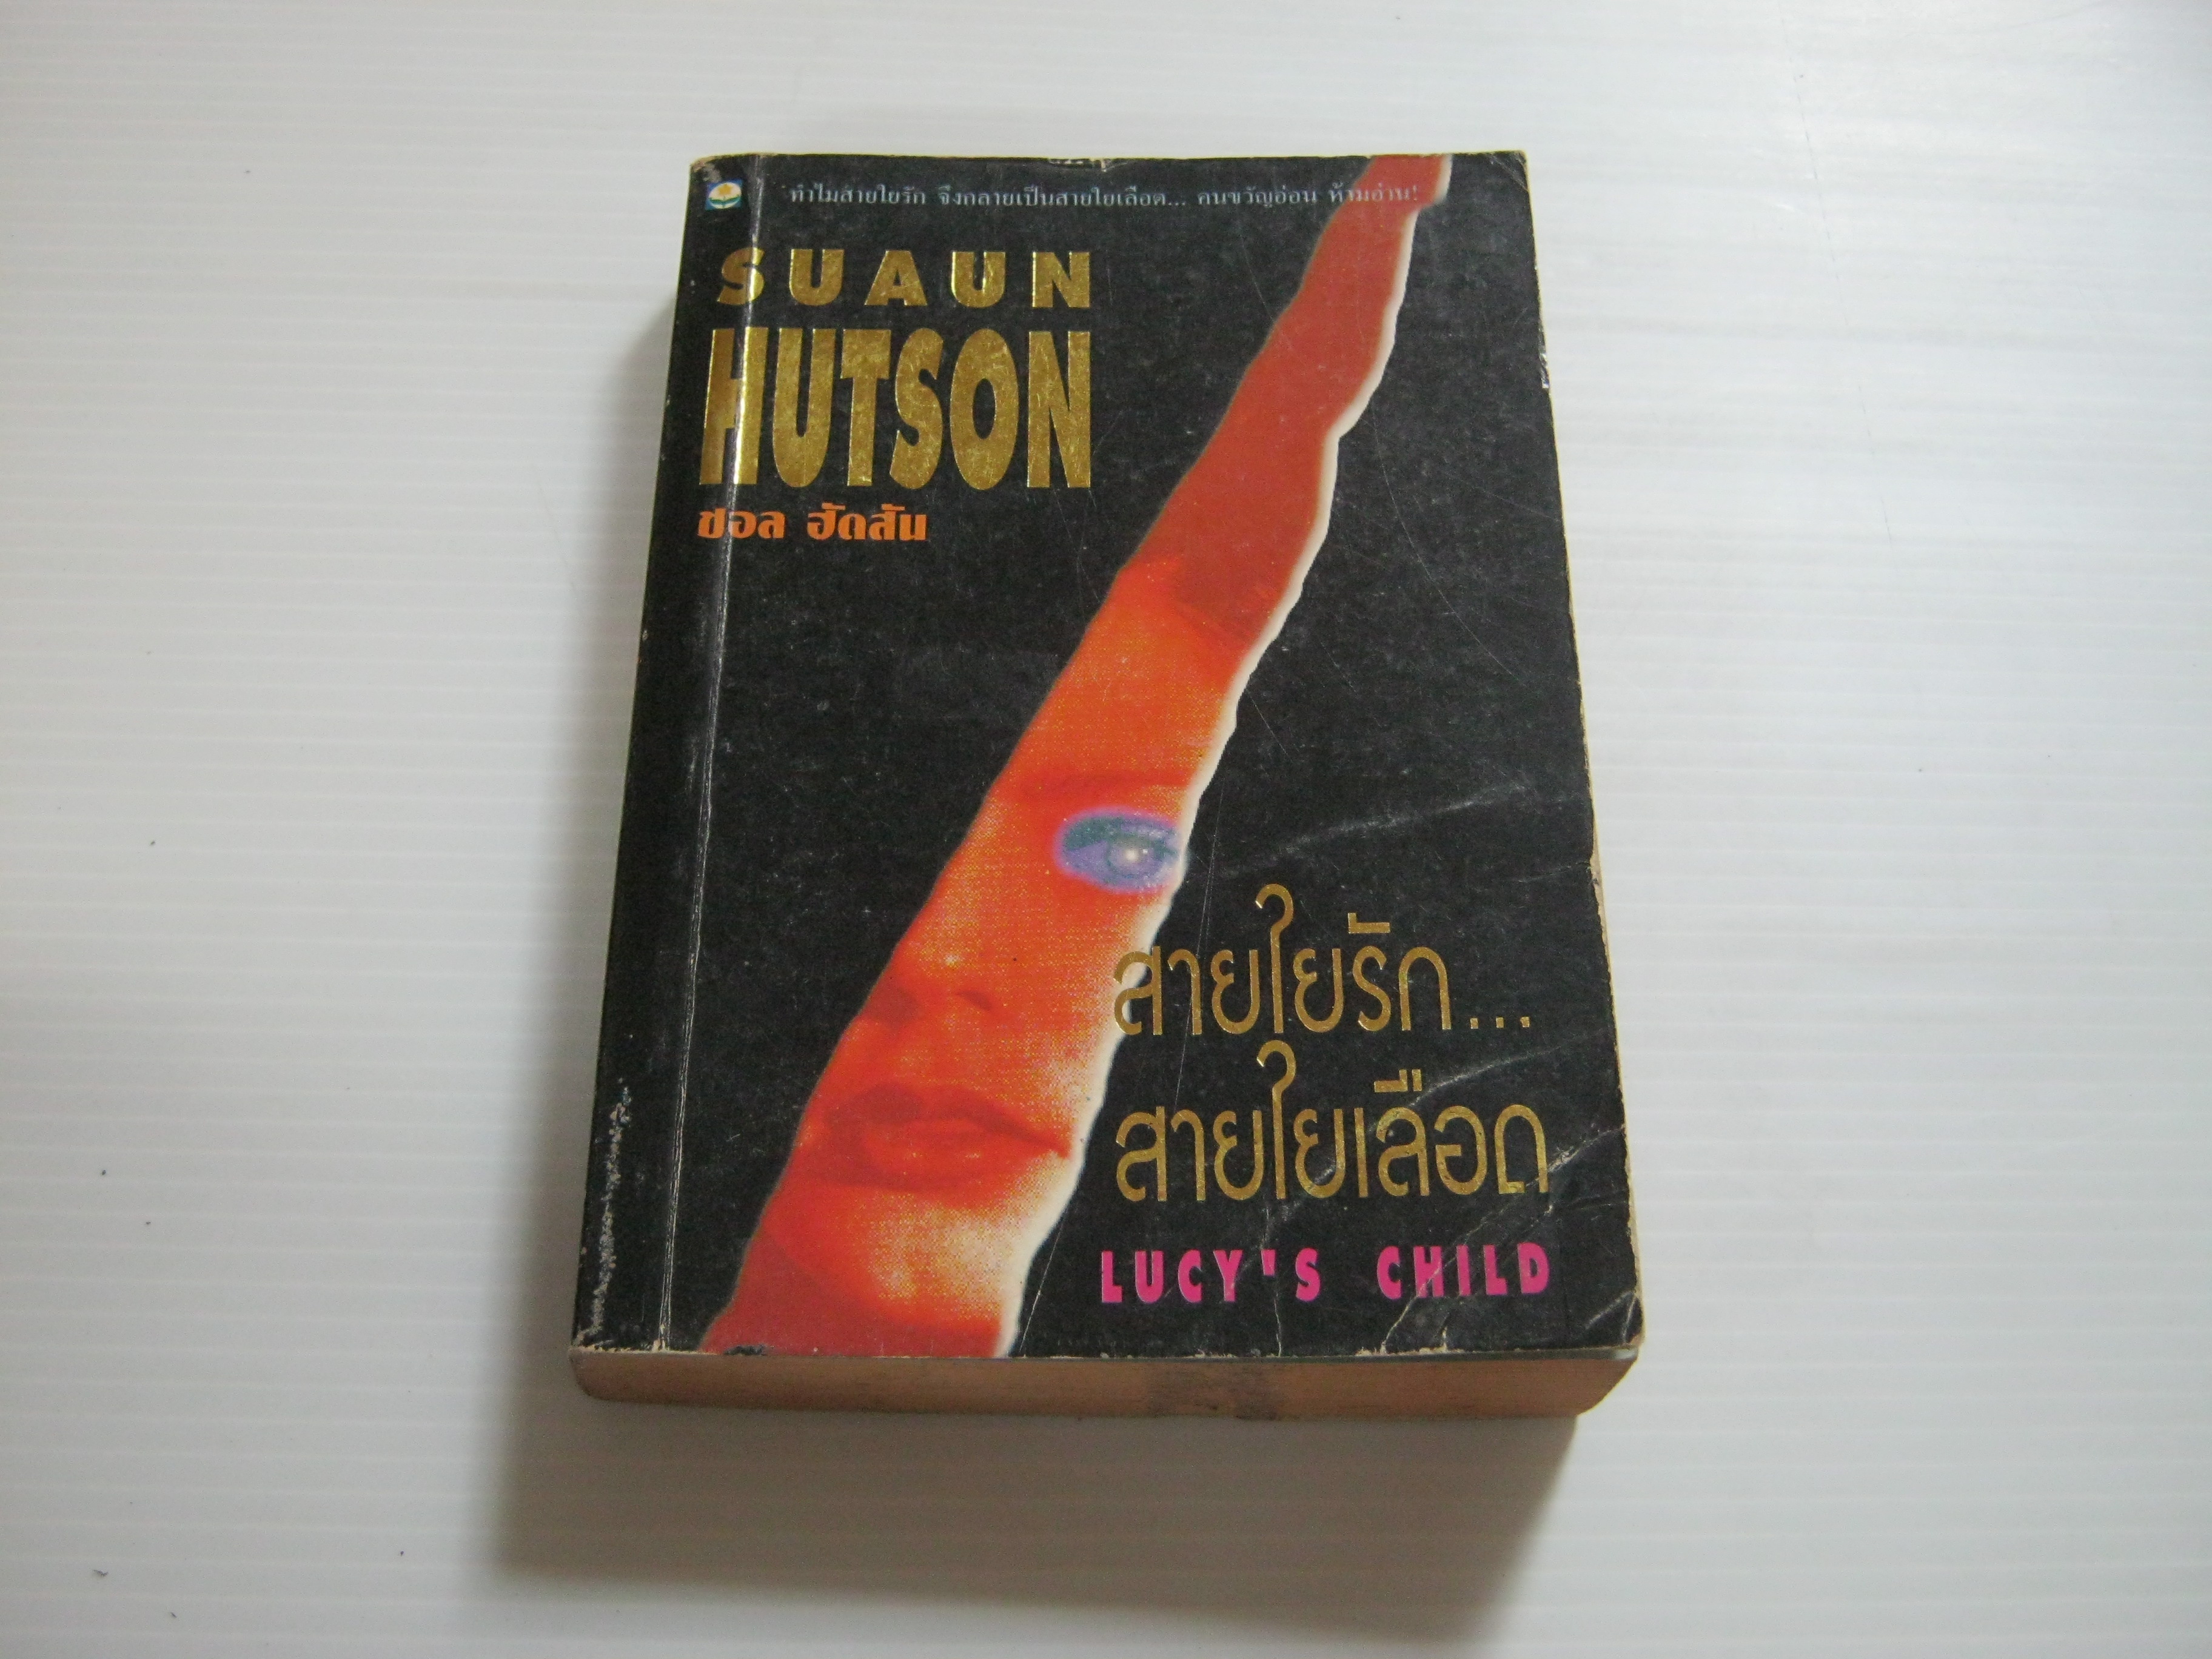 ทำไมสายใยรัก จึงกลายเป็นสายใยเลือด... คนขวัญอ่อน ห้ามอ่าน!
SUAUN
HUTSON
ชอล ฮัตสัน
สายใยรัก...
สายใยเลือด
LUCY'S CHILD